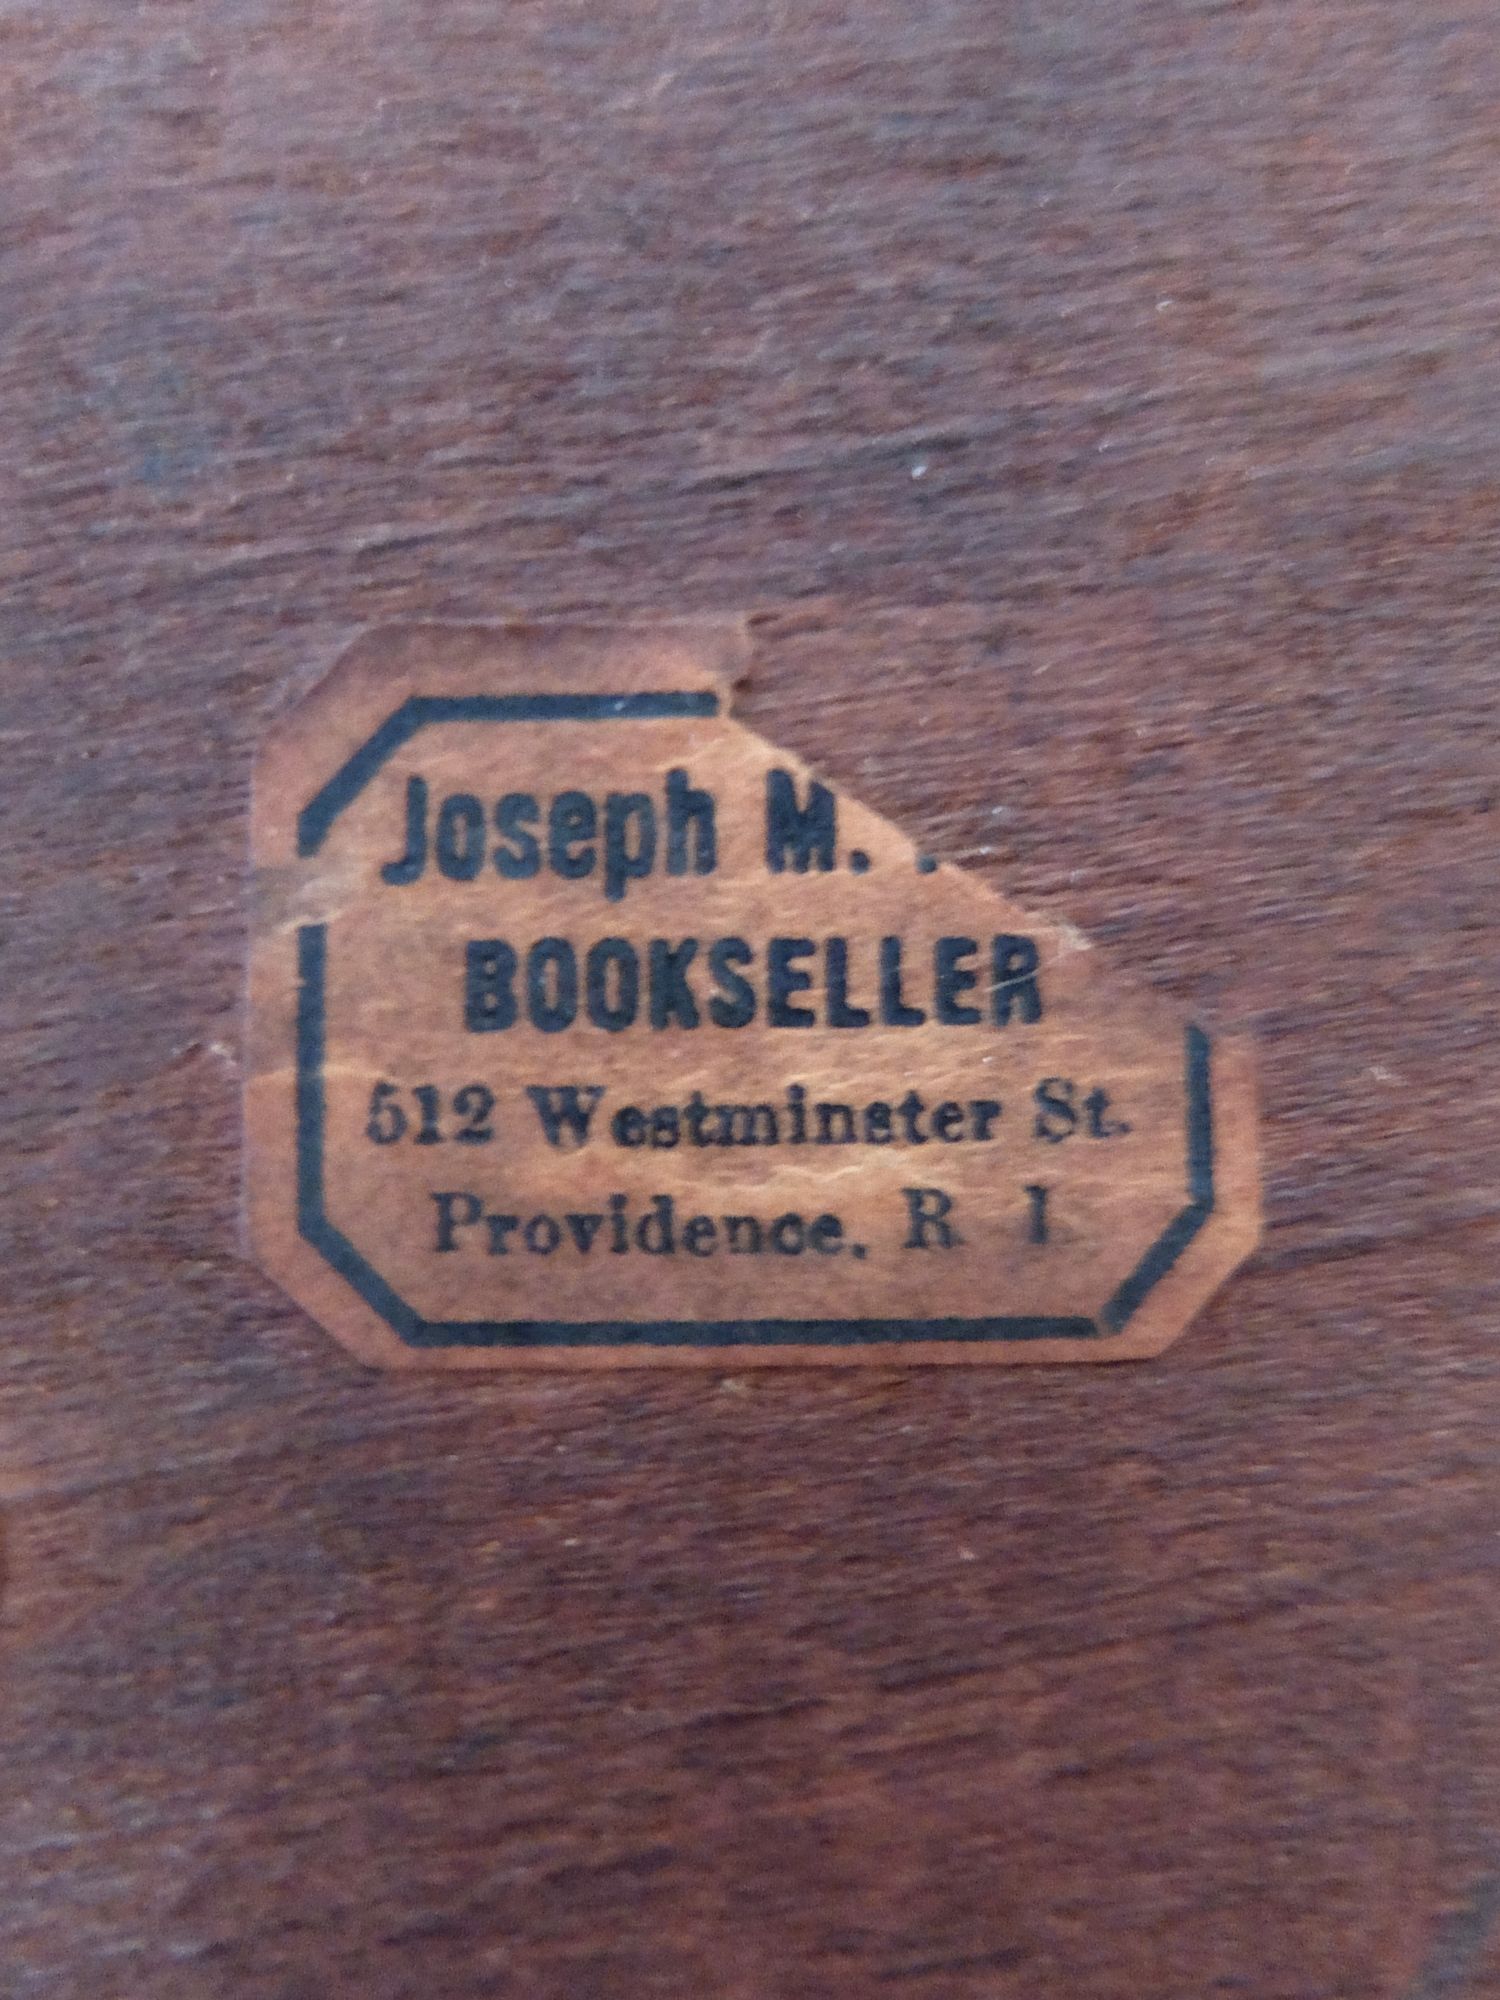 Joseph M.
BOOKSELLER
512 Westminster St.
Providence, R I